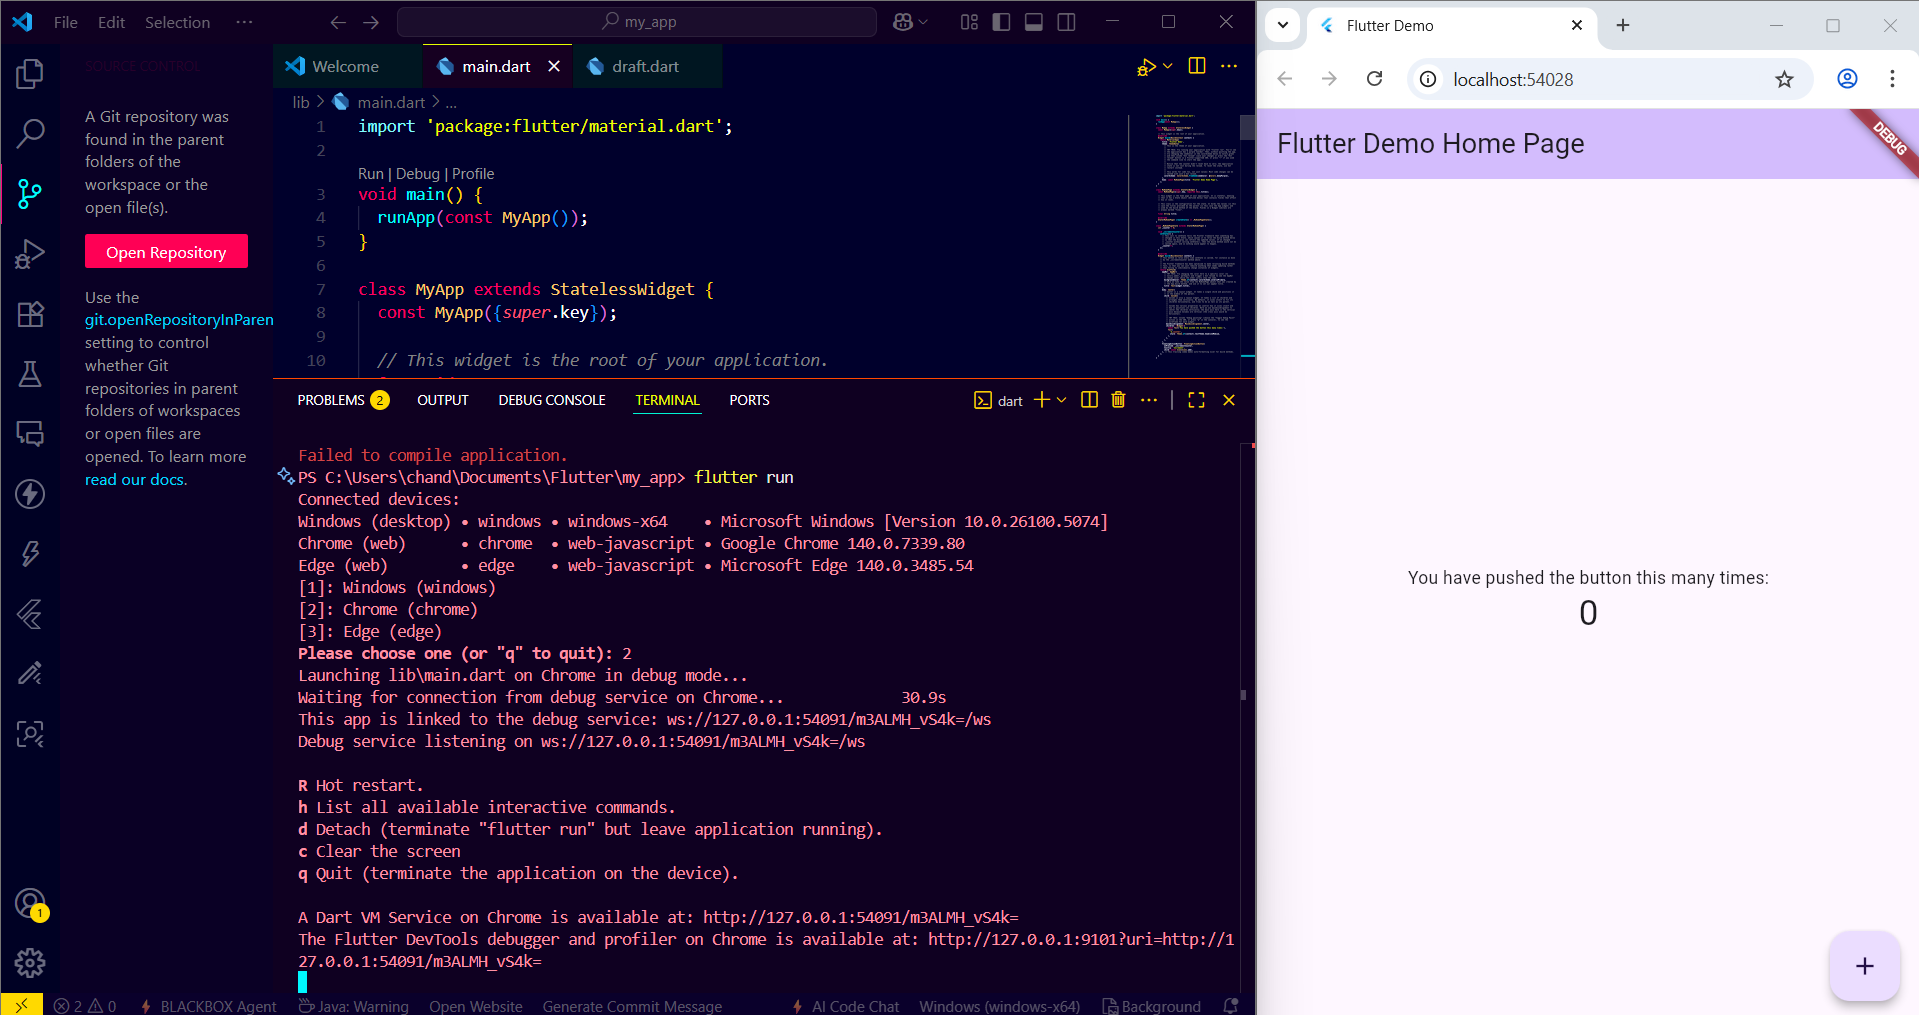 File Edit Selection ···
my_app
SOURCE CONTROL
A Git repository was
found in the parent
folders of the
workspace or the
open file(s).
Open Repository
Use the
git.openRepositoryInParen
setting to control
whether Git
repositories in parent
folders of workspaces
or open files are
opened. To learn more
read our docs.
1
Welcome
main.dart
draft.dart
lib > main.dart > ...
1 import 'package:flutter/material.dart';
2
Run | Debug | Profile
3 void main() {
4 runApp(const MyApp());
5 }
6
7 class MyApp extends StatelessWidget {
8 const MyApp({super.key});
9
10 // This widget is the root of your application.
PROBLEMS 2 OUTPUT DEBUG CONSOLE TERMINAL PORTS
dart
Failed to compile application.
PS C:\Users\chand\Documents\Flutter\my_app> flutter run
Connected devices:
Windows (desktop) • windows • windows-x64 • Microsoft Windows [Version 10.0.26100.5074]
Chrome (web) • chrome • web-javascript • Google Chrome 140.0.7339.80
Edge (web) • edge • web-javascript • Microsoft Edge 140.0.3485.54
[1]: Windows (windows)
[2]: Chrome (chrome)
[3]: Edge (edge)
Please choose one (or "q" to quit): 2
Launching lib\main.dart on Chrome in debug mode...
Waiting for connection from debug service on Chrome... 30.9s
This app is linked to the debug service: ws://127.0.0.1:54091/m3ALMH_vS4k=/ws
Debug service listening on ws://127.0.0.1:54091/m3ALMH_vS4k=/ws
R Hot restart.
h List all available interactive commands.
d Detach (terminate "flutter run" but leave application running).
c Clear the screen
q Quit (terminate the application on the device).
A Dart VM Service on Chrome is available at: http://127.0.0.1:54091/m3ALMH_vS4k=
The Flutter DevTools debugger and profiler on Chrome is available at: http://127.0.0.1:9101?uri=http://1
27.0.0.1:54091/m3ALMH_vS4k=
2 0 BLACKBOX Agent Java: Warning Open Website Generate Commit Message AI Code Chat Windows (windows-x64) Background
Flutter Demo
localhost:54028
Flutter Demo Home Page
DEBUG
You have pushed the button this many times:
0